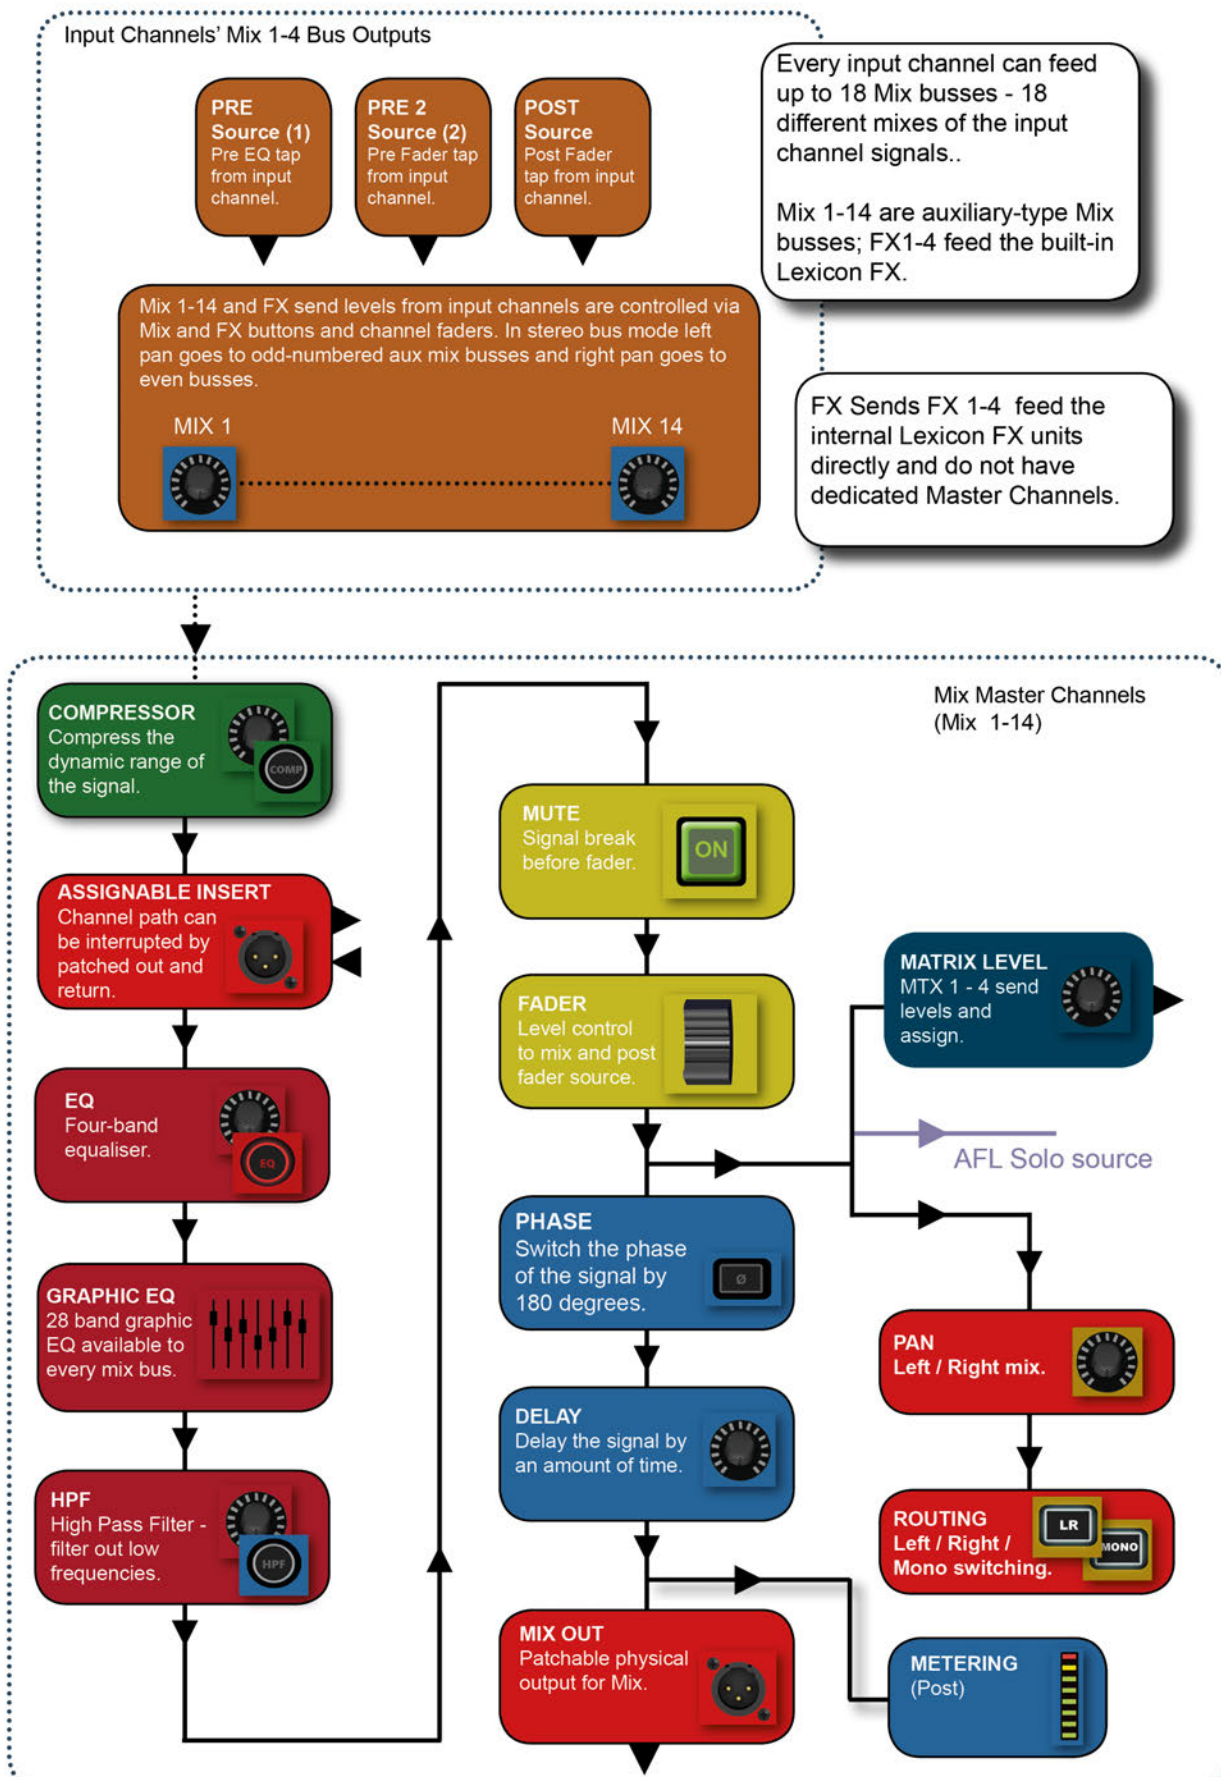 Input Channels' Mix 1-4 Bus Outputs
PRE
Source (1)
Pre EQ tap
from input
channel.
PRE 2
Source (2)
Pre Fader tap
from input
channel.
POST
Source
Post Fader
tap from input
channel.
Every input channel can feed
up to 18 Mix busses - 18
different mixes of the input
channel signals..
Mix 1-14 are auxiliary-type Mix
busses; FX1-4 feed the built-in
Lexicon FX.
Mix 1-14 and FX send levels from input channels are controlled via
Mix and FX buttons and channel faders. In stereo bus mode left
pan goes to odd-numbered aux mix busses and right pan goes to
even busses.
MIX 1
MIX 14
FX Sends FX 1-4 feed the
internal Lexicon FX units
directly and do not have
dedicated Master Channels.
Mix Master Channels
(Mix 1-14)
COMPRESSOR
Compress the
dynamic range of
the signal.
COMP
ASSIGNABLE INSERT
Channel path can
be interrupted by
patched out and
return.
EQ
Four-band
equaliser.
EQ
GRAPHIC EQ
28 band graphic
EQ available to
every mix bus.
HPF
High Pass Filter -
filter out low
frequencies.
HPF
MUTE
Signal break
before fader.
ON
FADER
Level control
to mix and post
fader source.
MATRIX LEVEL
MTX 1 - 4 send
levels and
assign.
AFL Solo source
PHASE
Switch the phase
of the signal by
180 degrees.
Ø
PAN
Left / Right mix.
DELAY
Delay the signal by
an amount of time.
ROUTING
Left / Right /
Mono switching.
LR
MONO
MIX OUT
Patchable physical
output for Mix.
METERING
(Post)